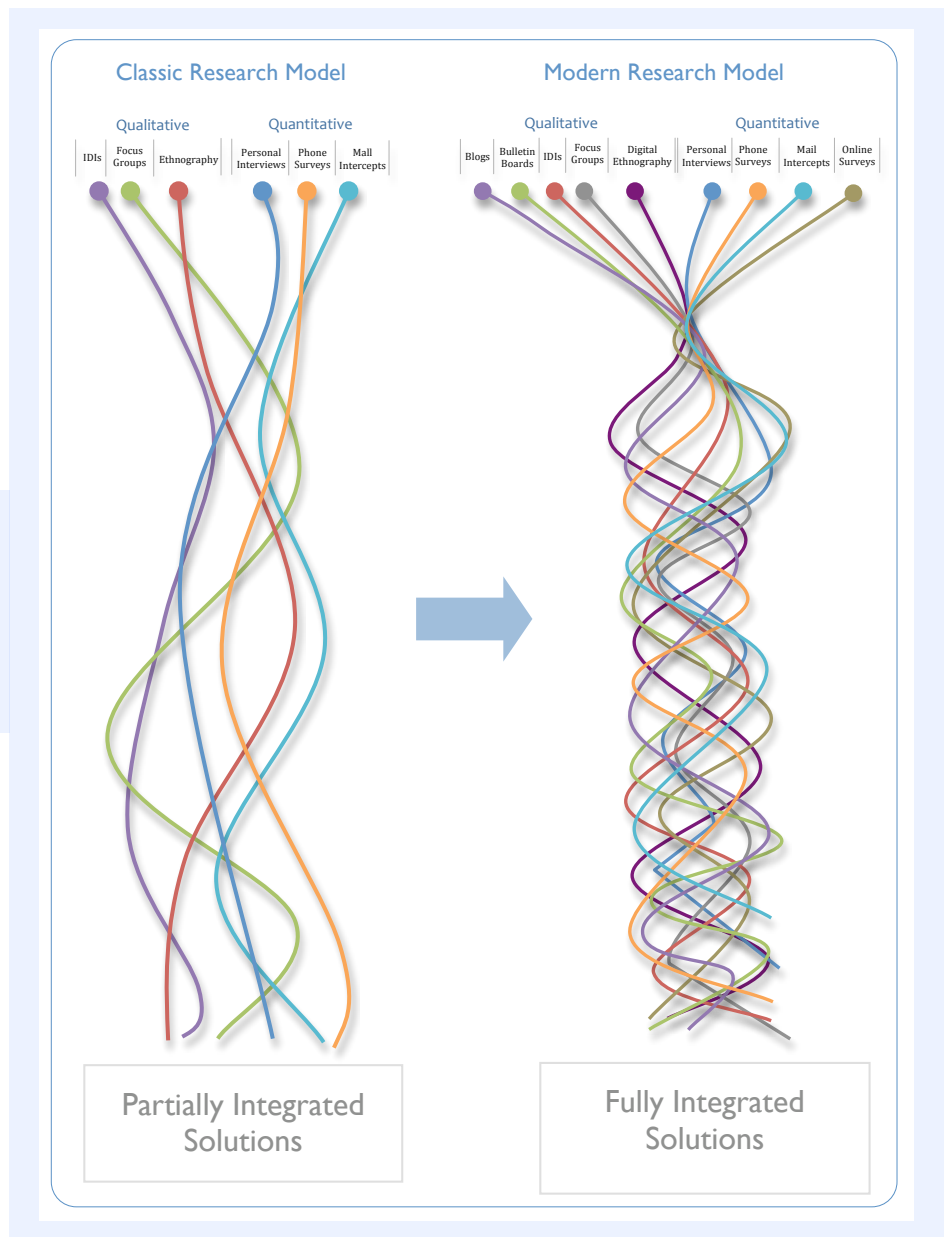 Classic Research Model
Qualitative
Quantitative
IDIs
Focus
Groups
Ethnography
Personal
Interviews
Phone
Surveys
Mall
Intercepts
Partially Integrated
Solutions
Modern Research Model
Qualitative
Quantitative
Blogs
Bulletin
Boards
IDIs
Focus
Groups
Digital
Ethnography
Personal
Interviews
Phone
Surveys
Mail
Intercepts
Online
Surveys
Fully Integrated
Solutions